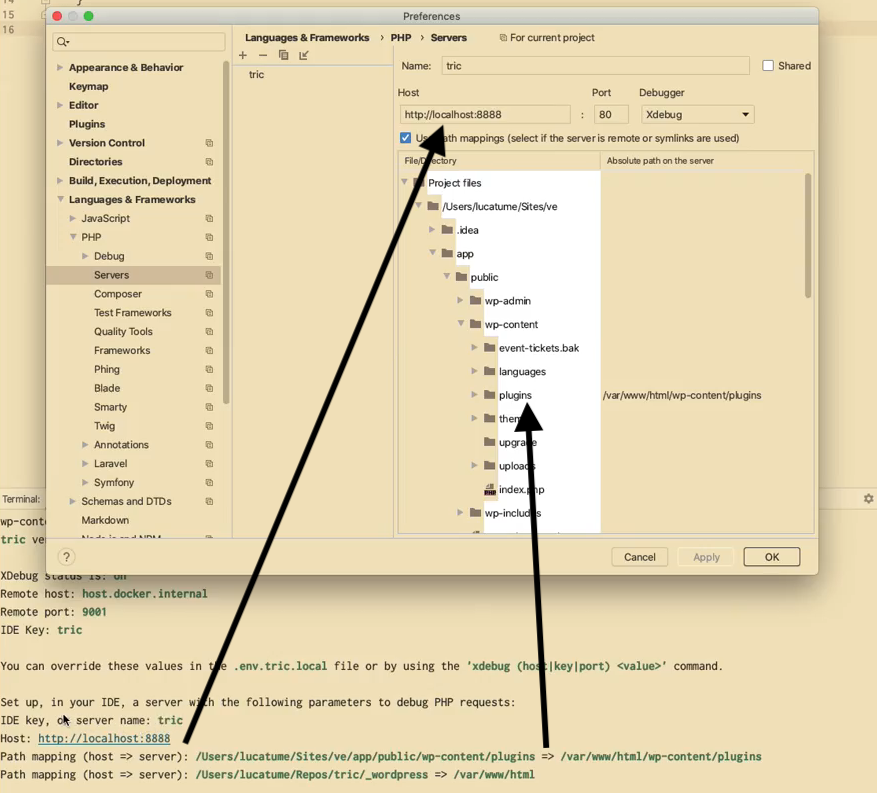 14
15
16
Preferences
Languages & Frameworks › PHP › Servers For current project
Appearance & Behavior
Keymap
Editor
Plugins
Version Control
Directories
Build, Execution, Deployment
Languages & Frameworks
JavaScript
PHP
Debug
Servers
Composer
Test Frameworks
Quality Tools
Frameworks
Phing
Blade
Smarty
Twig
Annotations
Laravel
Symfony
Schemas and DTDs
Markdown
Node.js and NPM
tric
Name: tric Shared
Host Port Debugger
http://localhost:8888 : 80 Xdebug
Use path mappings (select if the server is remote or symlinks are used)
File/Directory Absolute path on the server
Project files
/Users/lucatume/Sites/ve
.idea
app
public
wp-admin
wp-content
event-tickets.bak
languages
plugins /var/www/html/wp-content/plugins
upgrade
uploads
index.php
wp-includes
? Cancel Apply OK
Terminal:
wp-cont
tric ve
XDebug status is: on
Remote host: host.docker.internal
Remote port: 9001
IDE Key: tric
You can override these values in the .env.tric.local file or by using the 'xdebug (host|key|port) <value>' command.
Set up, in your IDE, a server with the following parameters to debug PHP requests:
IDE key, or server name: tric
Host: http://localhost:8888
Path mapping (host => server): /Users/lucatume/Sites/ve/app/public/wp-content/plugins => /var/www/html/wp-content/plugins
Path mapping (host => server): /Users/lucatume/Repos/tric/_wordpress => /var/www/html